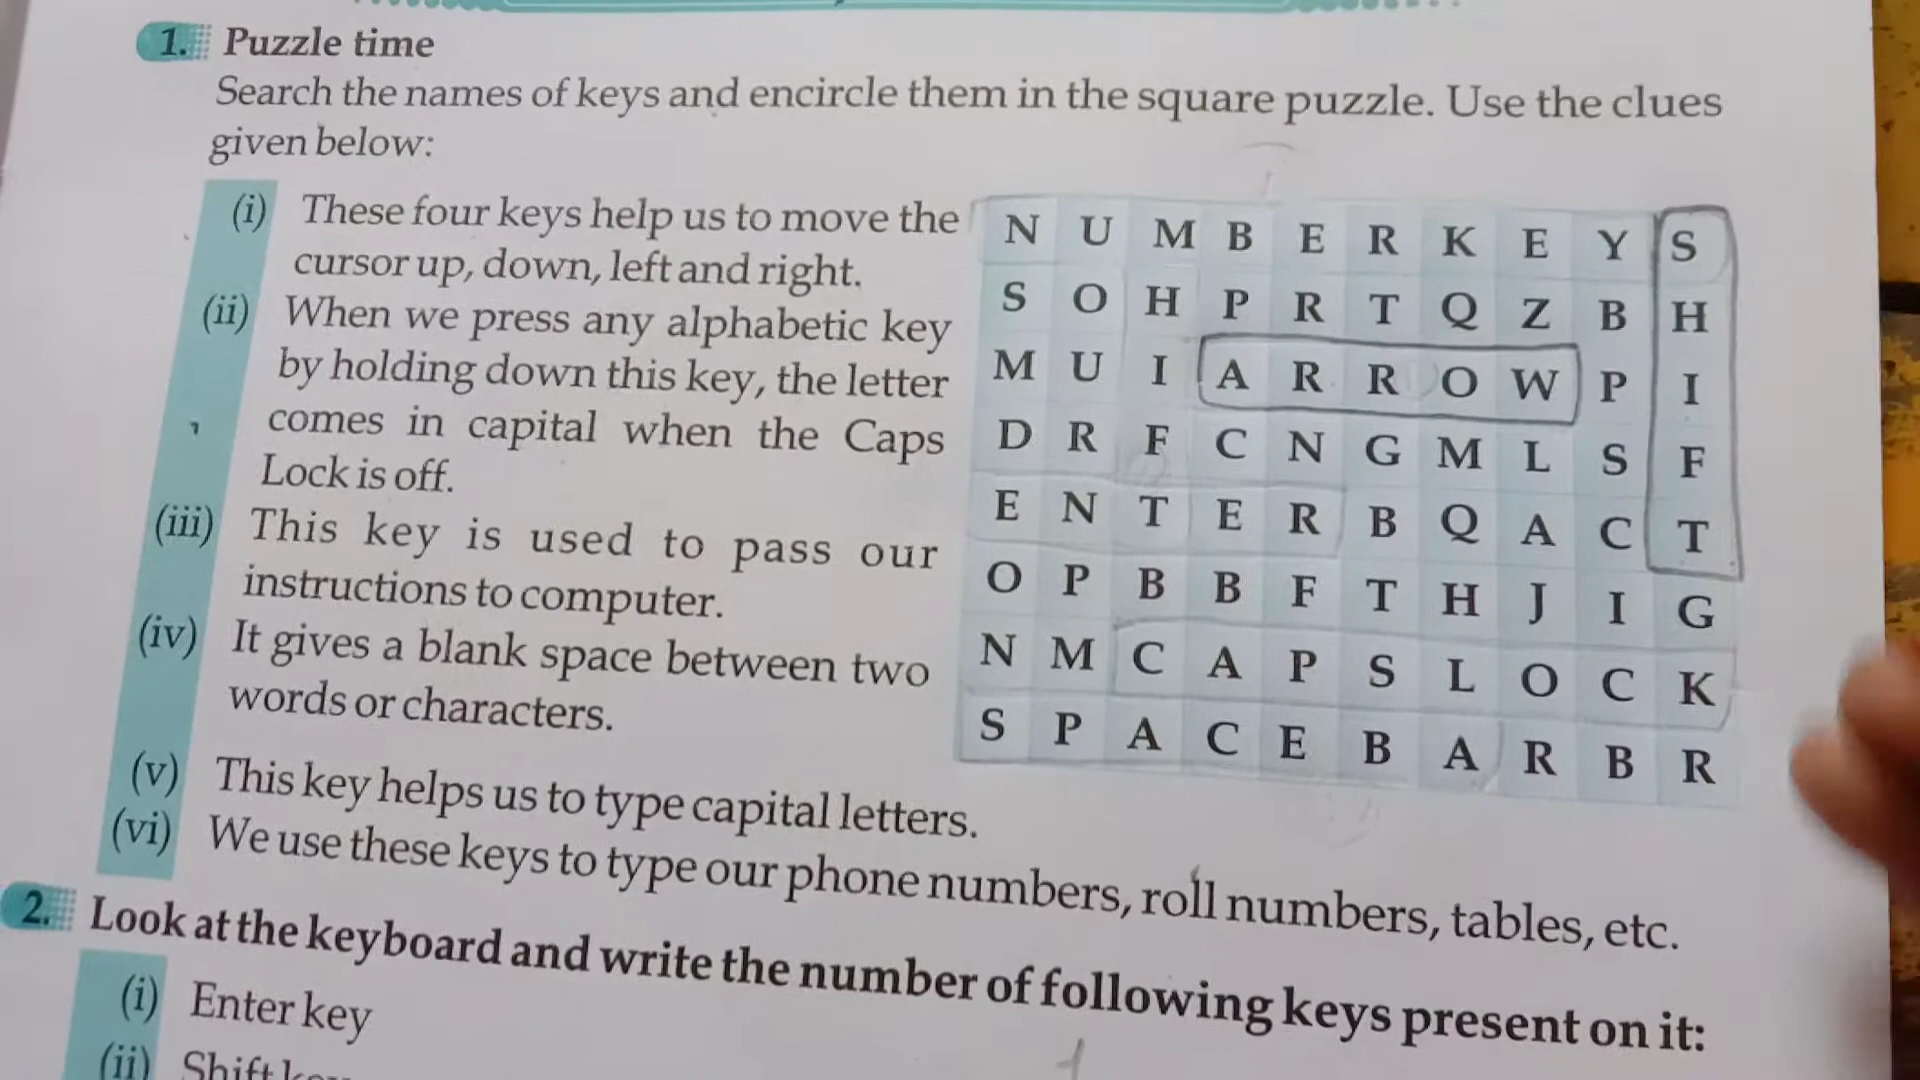 1. Puzzle time
Search the names of keys and encircle them in the square puzzle. Use the clues
given below:
(i) These four keys help us to move the
cursor up, down, left and right.
(ii) When we press any alphabetic key
by holding down this key, the letter
comes in capital when the Caps
Lock is off.
(iii) This key is used to pass our
instructions to computer.
(iv) It gives a blank space between two
words or characters.
(v) This key helps us to type capital letters.
(vi) We use these keys to type our phone numbers, roll numbers, tables, etc.
N U M B E R K E Y S
S O H P R T Q Z B H
M U I A R R O W P I
D R F C N G M L S F
E N T E R B Q A C T
O P B B F T H J I G
N M C A P S L O C K
S P A C E B A R B R
2. Look at the keyboard and write the number of following keys present on it:
(i) Enter key
(ii) Shift